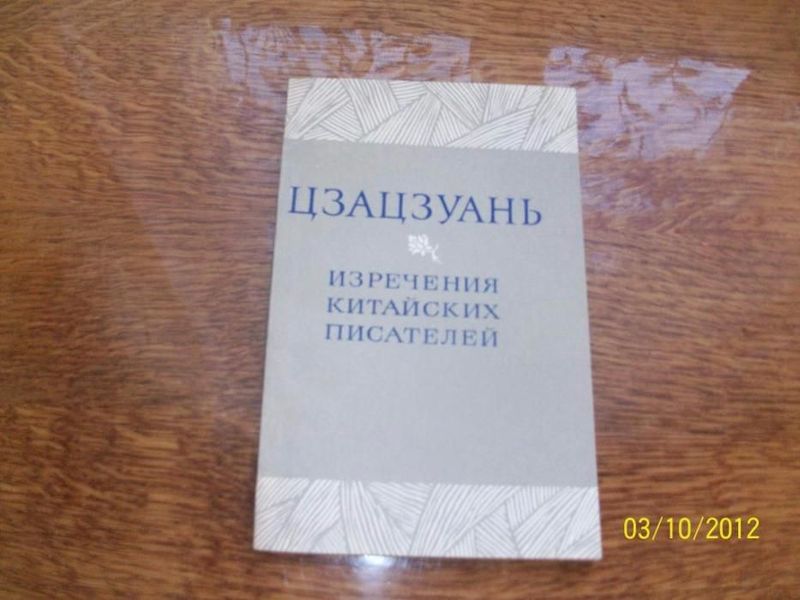 ЦЗАЦЗУАНЬ
ИЗРЕЧЕНИЯ
КИТАЙСКИХ
ПИСАТЕЛЕЙ
03/10/2012